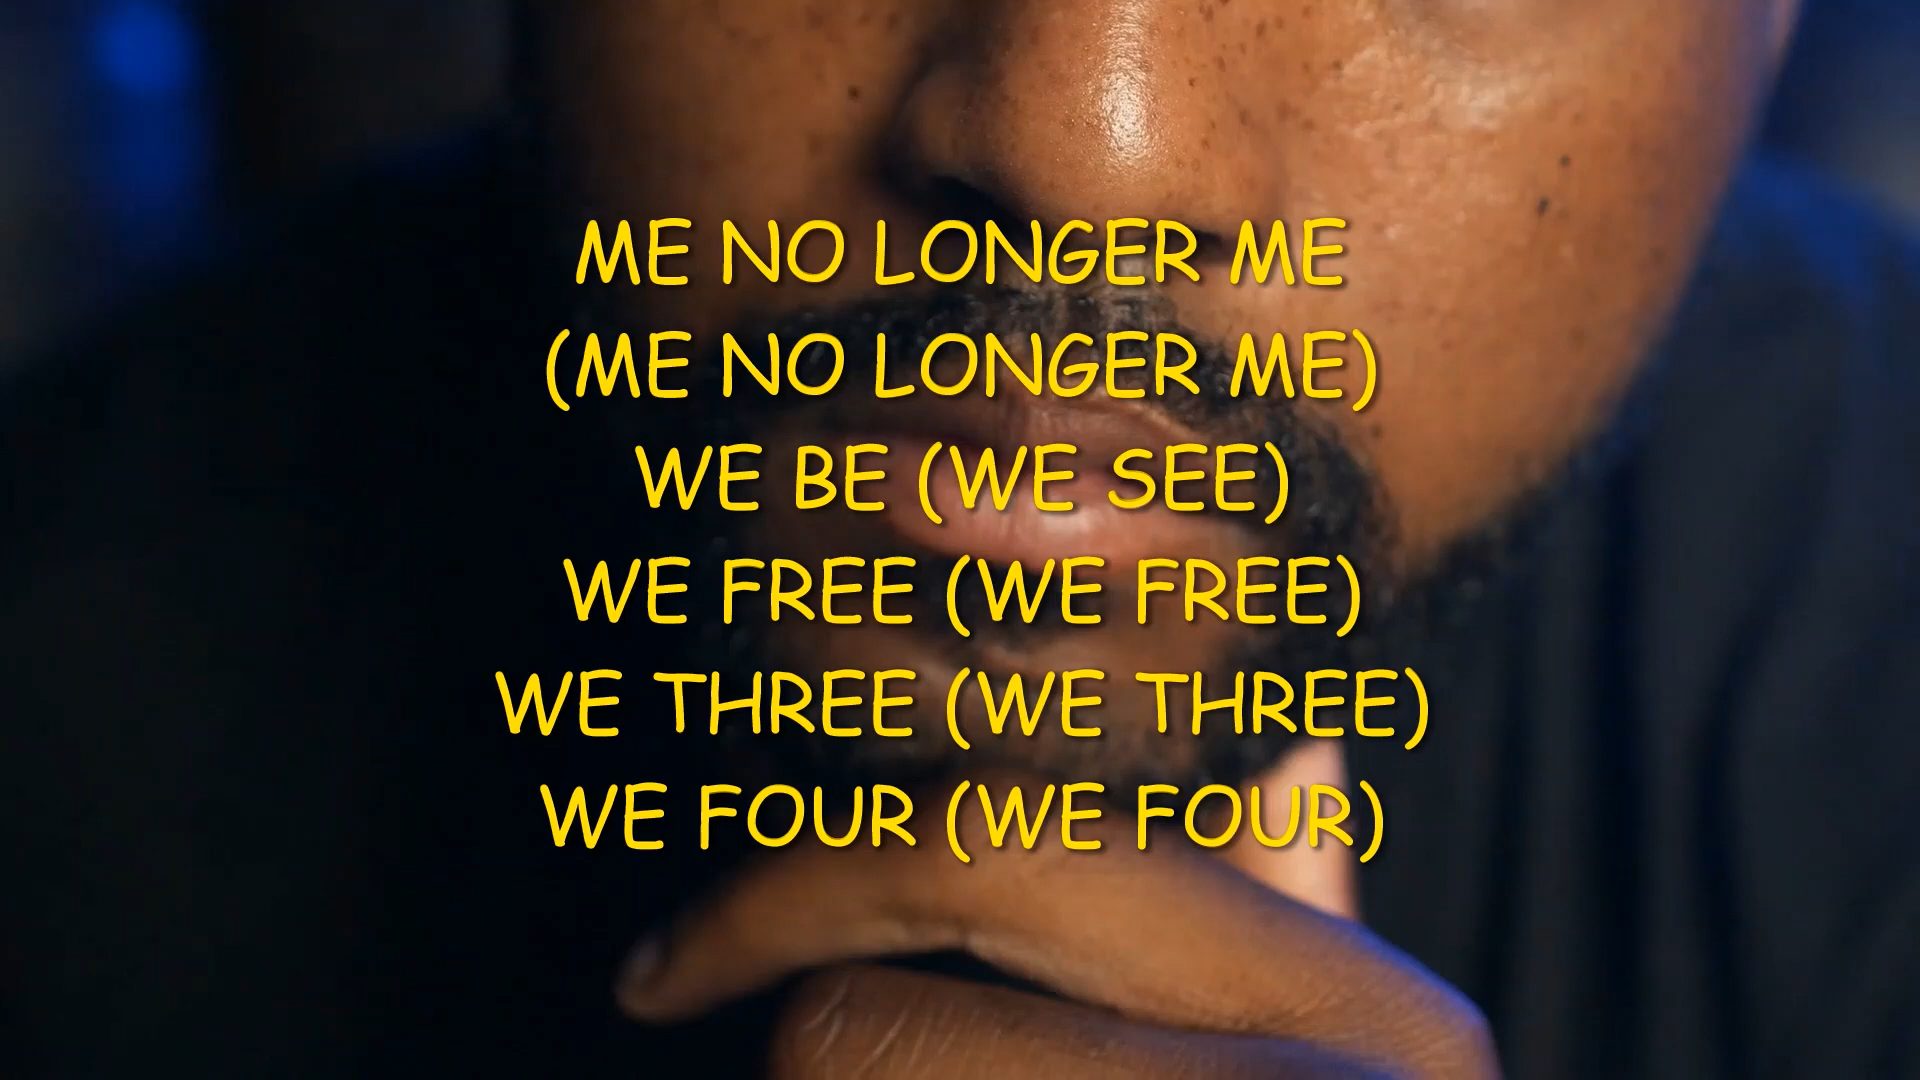 ME NO LONGER ME
(ME NO LONGER ME)
WE BE (WE SEE)
WE FREE (WE FREE)
WE THREE (WE THREE)
WE FOUR (WE FOUR)